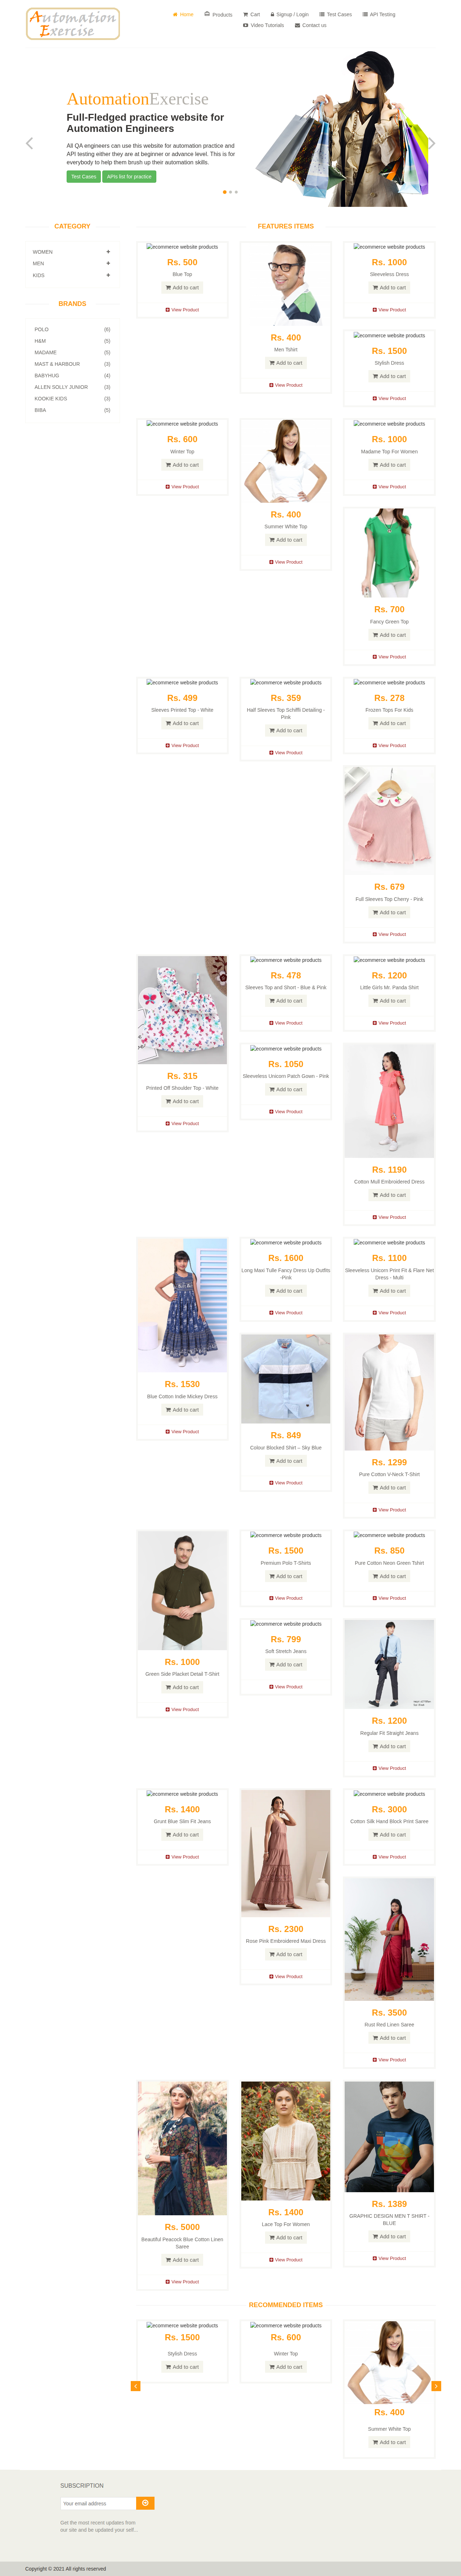 Automation
Exercise
Home
Products
Cart
Signup / Login
Test Cases
API Testing
Video Tutorials
Contact us
AutomationExercise
Full-Fledged practice website for
Automation Engineers
All QA engineers can use this website for automation practice and
API testing either they are at beginner or advance level. This is for
everybody to help them brush up their automation skills.
Test Cases
APIs list for practice
CATEGORY
WOMEN
MEN
KIDS
BRANDS
POLO (6)
H&M (5)
MADAME (5)
MAST & HARBOUR (3)
BABYHUG (4)
ALLEN SOLLY JUNIOR (3)
KOOKIE KIDS (3)
BIBA (5)
FEATURES ITEMS
ecommerce website products
Rs. 500
Blue Top
Add to cart
View Product
Rs. 400
Men Tshirt
Add to cart
View Product
ecommerce website products
Rs. 1000
Sleeveless Dress
Add to cart
View Product
ecommerce website products
Rs. 1500
Stylish Dress
Add to cart
View Product
ecommerce website products
Rs. 600
Winter Top
Add to cart
View Product
Rs. 400
Summer White Top
Add to cart
View Product
ecommerce website products
Rs. 1000
Madame Top For Women
Add to cart
View Product
Rs. 700
Fancy Green Top
Add to cart
View Product
ecommerce website products
Rs. 499
Sleeves Printed Top - White
Add to cart
View Product
ecommerce website products
Rs. 359
Half Sleeves Top Schiffli Detailing -
Pink
Add to cart
View Product
ecommerce website products
Rs. 278
Frozen Tops For Kids
Add to cart
View Product
Rs. 679
Full Sleeves Top Cherry - Pink
Add to cart
View Product
Rs. 315
Printed Off Shoulder Top - White
Add to cart
View Product
ecommerce website products
Rs. 478
Sleeves Top and Short - Blue & Pink
Add to cart
View Product
ecommerce website products
Rs. 1200
Little Girls Mr. Panda Shirt
Add to cart
View Product
ecommerce website products
Rs. 1050
Sleeveless Unicorn Patch Gown - Pink
Add to cart
View Product
Rs. 1190
Cotton Mull Embroidered Dress
Add to cart
View Product
Rs. 1530
Blue Cotton Indie Mickey Dress
Add to cart
View Product
ecommerce website products
Rs. 1600
Long Maxi Tulle Fancy Dress Up Outfits
-Pink
Add to cart
View Product
ecommerce website products
Rs. 1100
Sleeveless Unicorn Print Fit & Flare Net
Dress - Multi
Add to cart
View Product
Rs. 849
Colour Blocked Shirt – Sky Blue
Add to cart
View Product
Rs. 1299
Pure Cotton V-Neck T-Shirt
Add to cart
View Product
Rs. 1000
Green Side Placket Detail T-Shirt
Add to cart
View Product
ecommerce website products
Rs. 1500
Premium Polo T-Shirts
Add to cart
View Product
ecommerce website products
Rs. 850
Pure Cotton Neon Green Tshirt
Add to cart
View Product
ecommerce website products
Rs. 799
Soft Stretch Jeans
Add to cart
View Product
Rs. 1200
Regular Fit Straight Jeans
Add to cart
View Product
ecommerce website products
Rs. 1400
Grunt Blue Slim Fit Jeans
Add to cart
View Product
Rs. 2300
Rose Pink Embroidered Maxi Dress
Add to cart
View Product
ecommerce website products
Rs. 3000
Cotton Silk Hand Block Print Saree
Add to cart
View Product
Rs. 3500
Rust Red Linen Saree
Add to cart
View Product
Rs. 5000
Beautiful Peacock Blue Cotton Linen
Saree
Add to cart
View Product
Rs. 1400
Lace Top For Women
Add to cart
View Product
Rs. 1389
GRAPHIC DESIGN MEN T SHIRT -
BLUE
Add to cart
View Product
RECOMMENDED ITEMS
ecommerce website products
Rs. 1500
Stylish Dress
Add to cart
ecommerce website products
Rs. 600
Winter Top
Add to cart
Rs. 400
Summer White Top
Add to cart
SUBSCRIPTION
Your email address
Get the most recent updates from
our site and be updated your self...
Copyright © 2021 All rights reserved